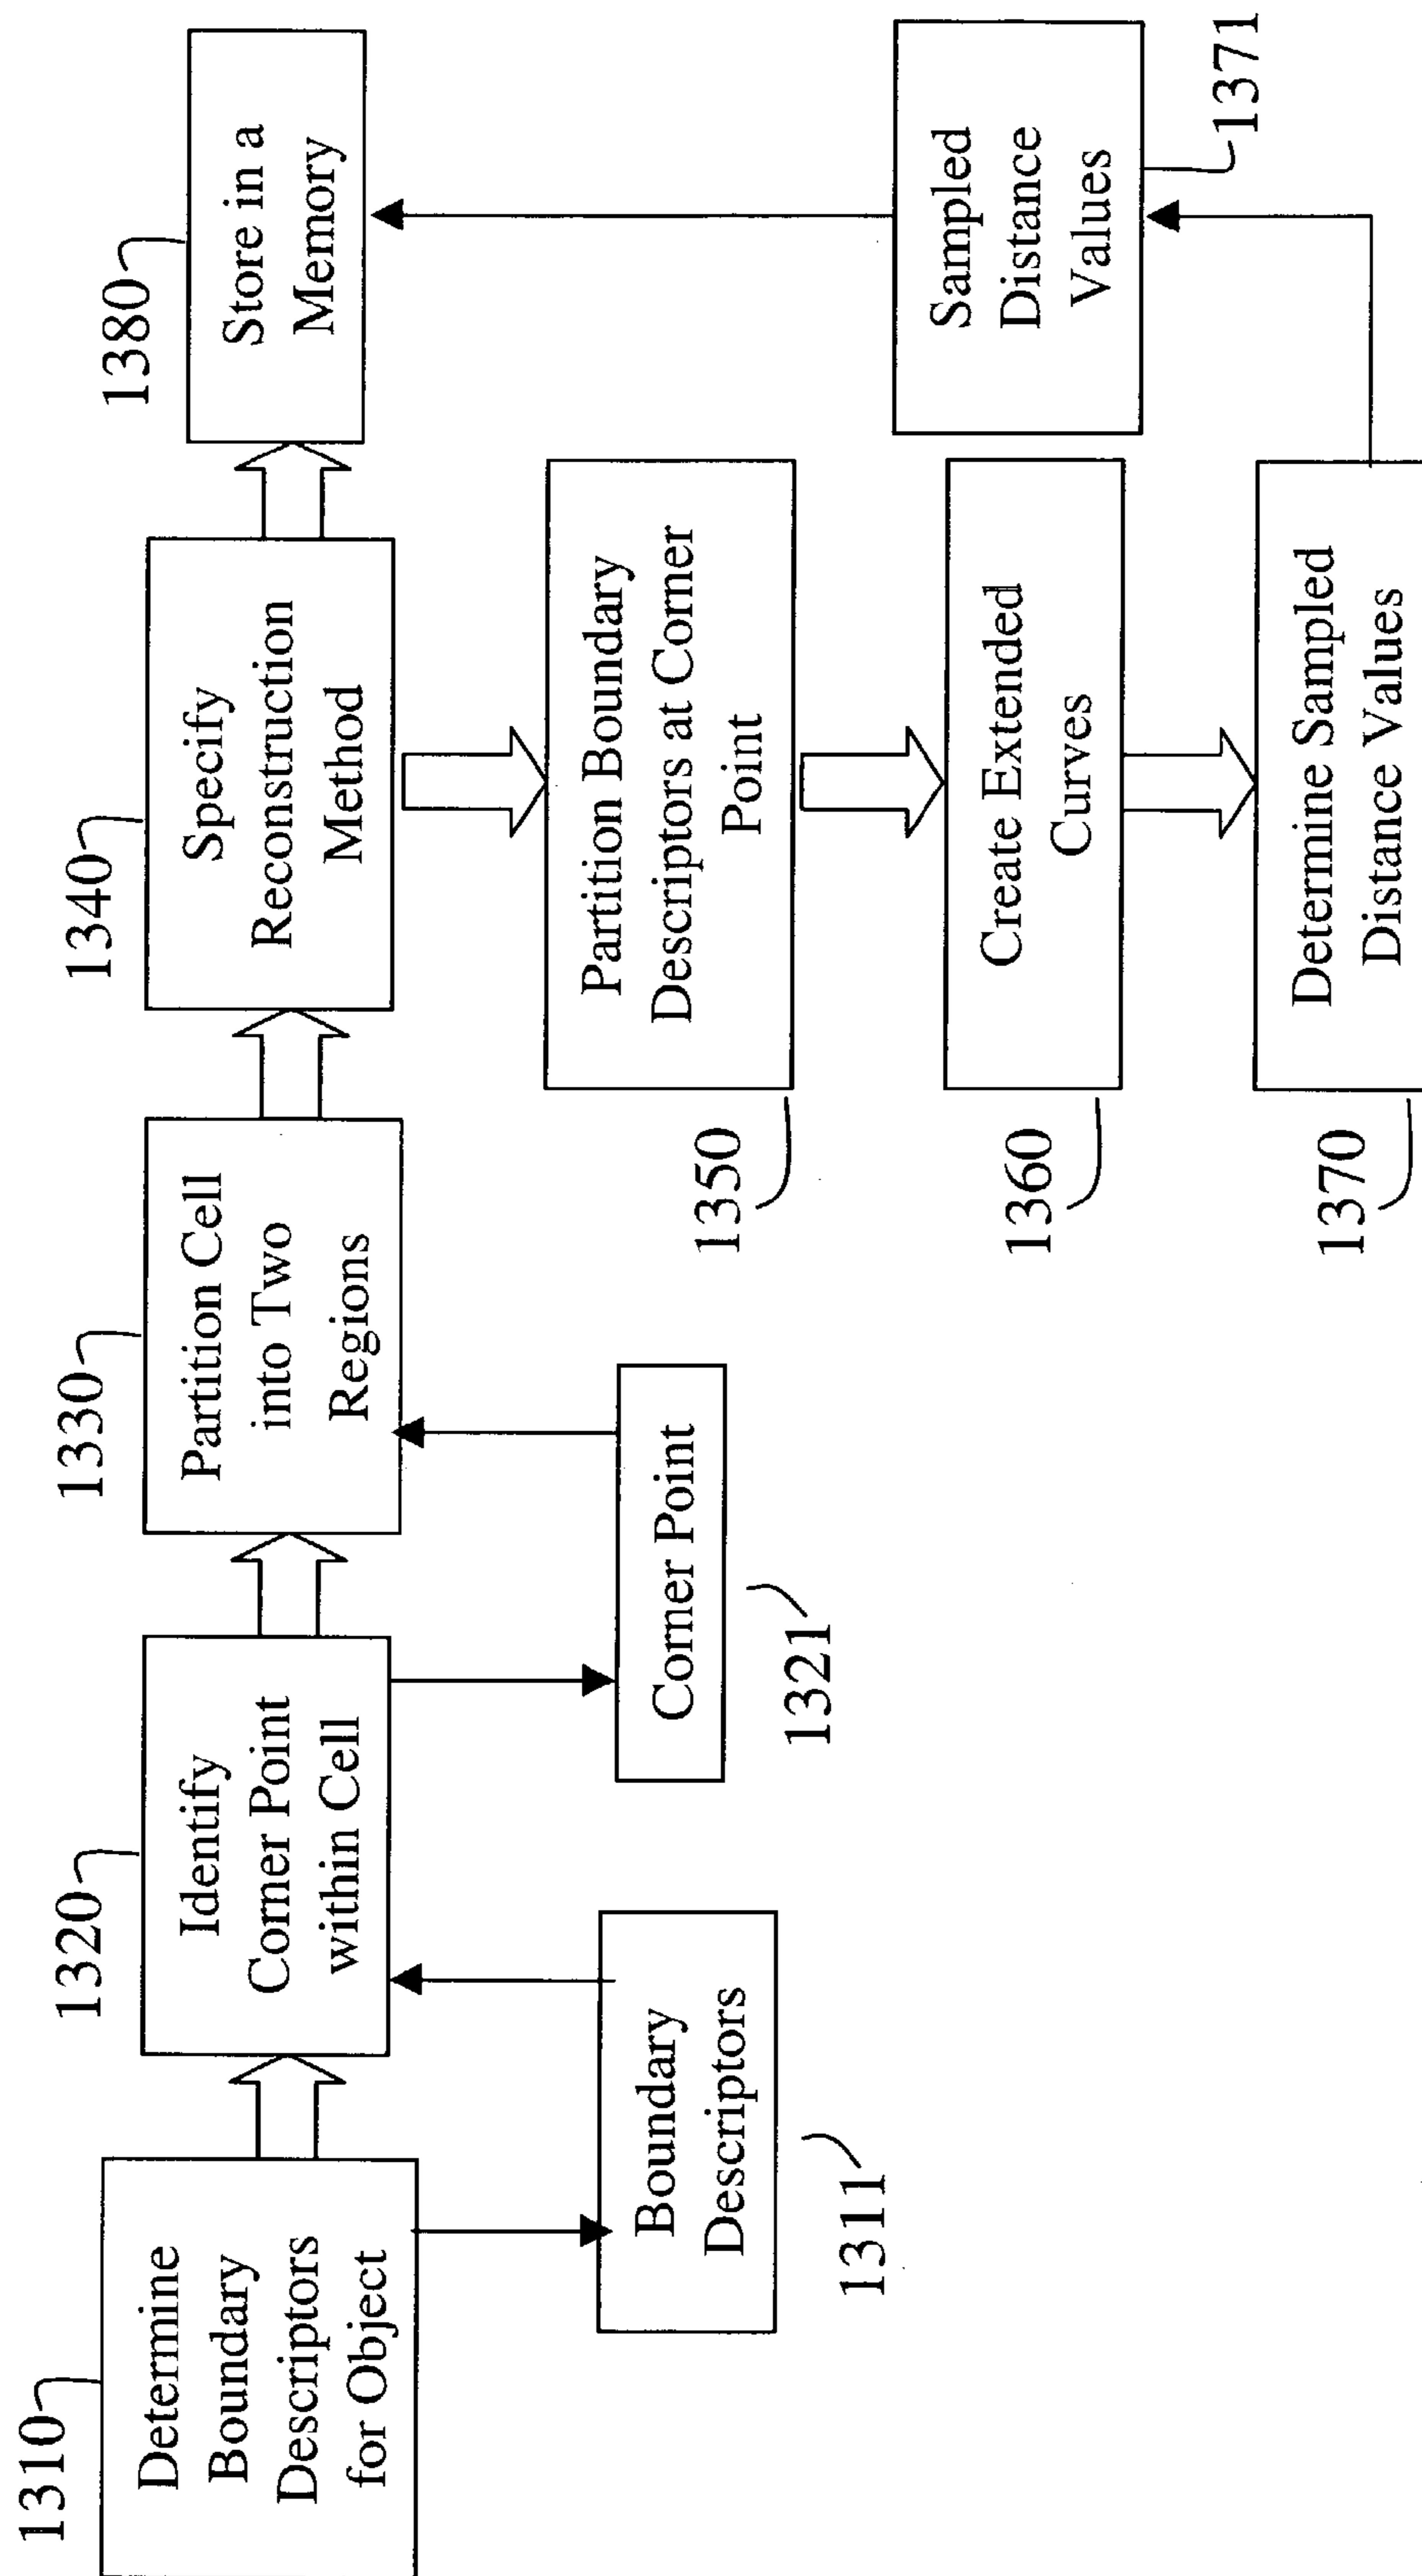 1310
Determine
Boundary
Descriptors
for Object
1320
Identify
Corner Point
within Cell
1330
Partition Cell
into Two
Regions
1340
Specify
Reconstruction
Method
1380
Store in a
Memory
Boundary
Descriptors
1311
Corner Point
1321
1350
Partition Boundary
Descriptors at Corner
Point
1360
Create Extended
Curves
1370
Determine Sampled
Distance Values
Sampled
Distance
Values
1371